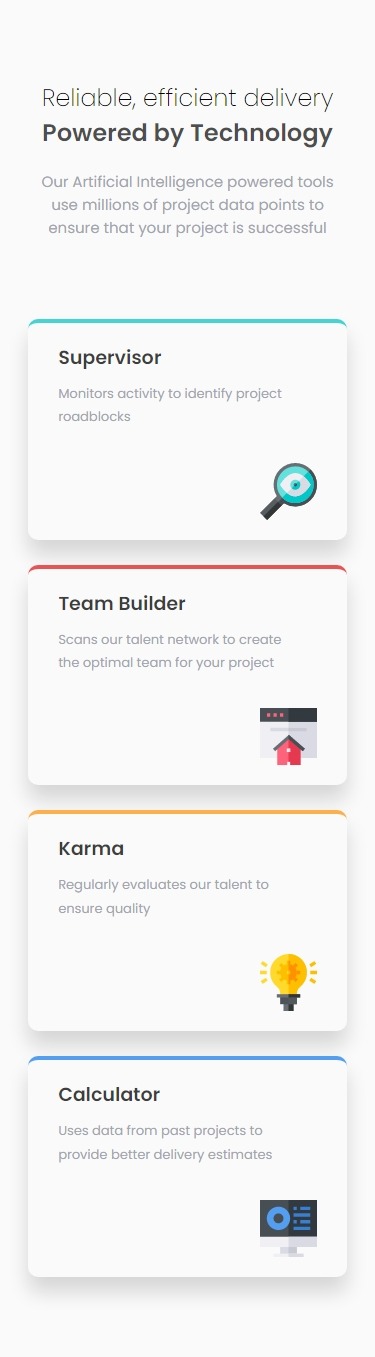 Reliable, efficient delivery
Powered by Technology
Our Artificial Intelligence powered tools
use millions of project data points to
ensure that your project is successful
Supervisor
Monitors activity to identify project
roadblocks
Team Builder
Scans our talent network to create
the optimal team for your project
Karma
Regularly evaluates our talent to
ensure quality
Calculator
Uses data from past projects to
provide better delivery estimates